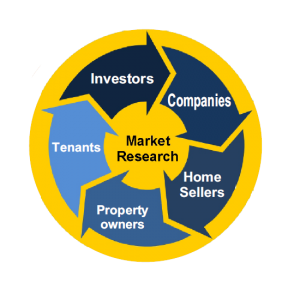 Investors
Companies
Home
Sellers
Property
owners
Tenants
Market
Research